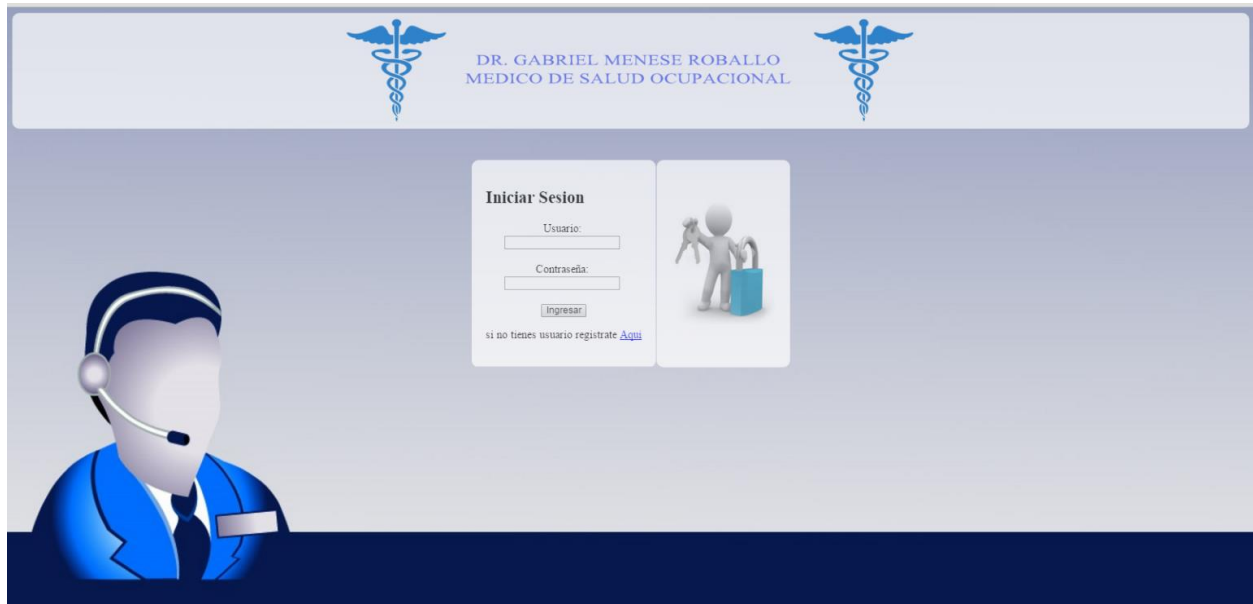 DR. GABRIEL MENESE ROBALLO
MEDICO DE SALUD OCUPACIONAL
Iniciar Sesion
Usuario:
Contraseña:
Ingresar
si no tienes usuario registrate Aqui